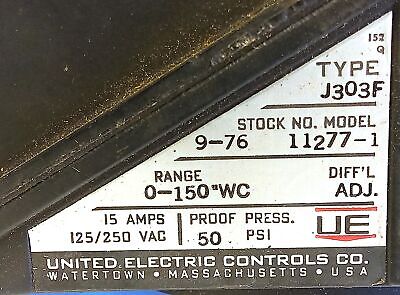 152
Q
TYPE
J303F
STOCK NO. MODEL
9-76 11277-1
RANGE DIFF'L
0-150"WC ADJ.
15 AMPS PROOF PRESS. UE
125/250 VAC 50 PSI
UNITED ELECTRIC CONTROLS CO.
WATERTOWN • MASSACHUSETTS • USA